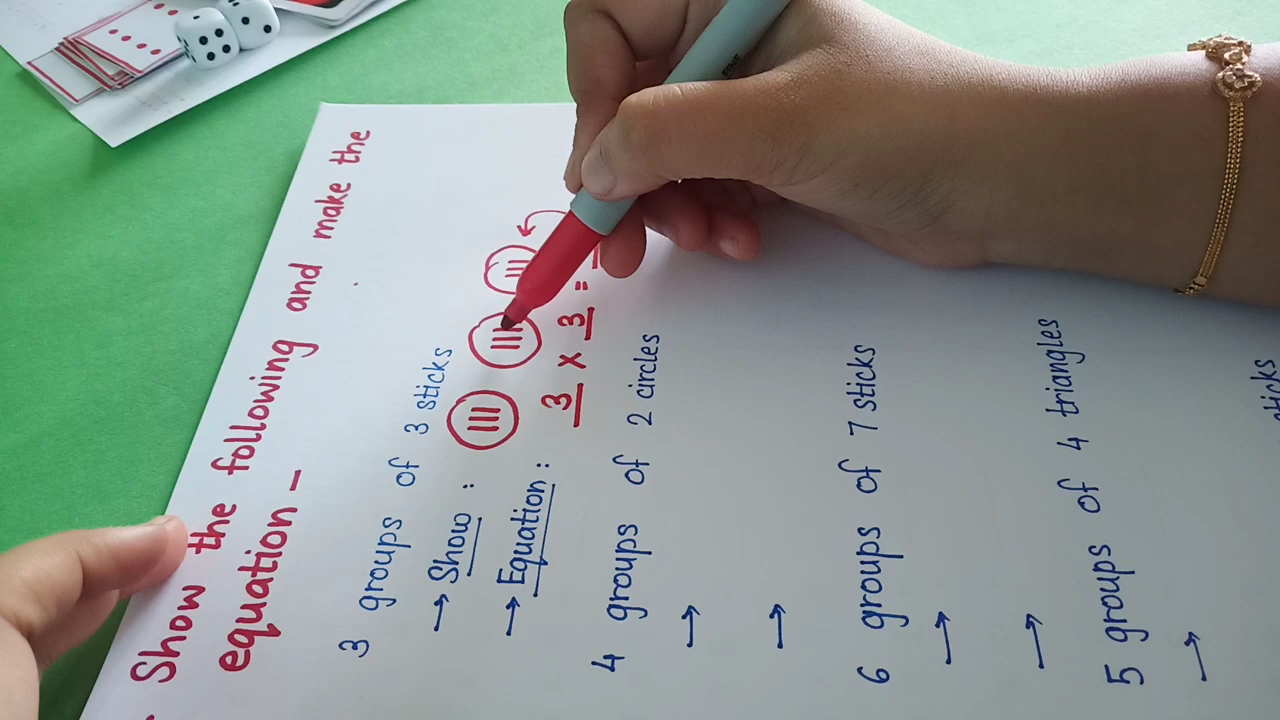 Show the following and make the
equation -
3 groups of 3 sticks
→ Show :
→ Equation : 3 x 3 =
4 groups of 2 circles
→
→
6 groups of 7 sticks
→
→
5 groups of 4 triangles
→
sticks